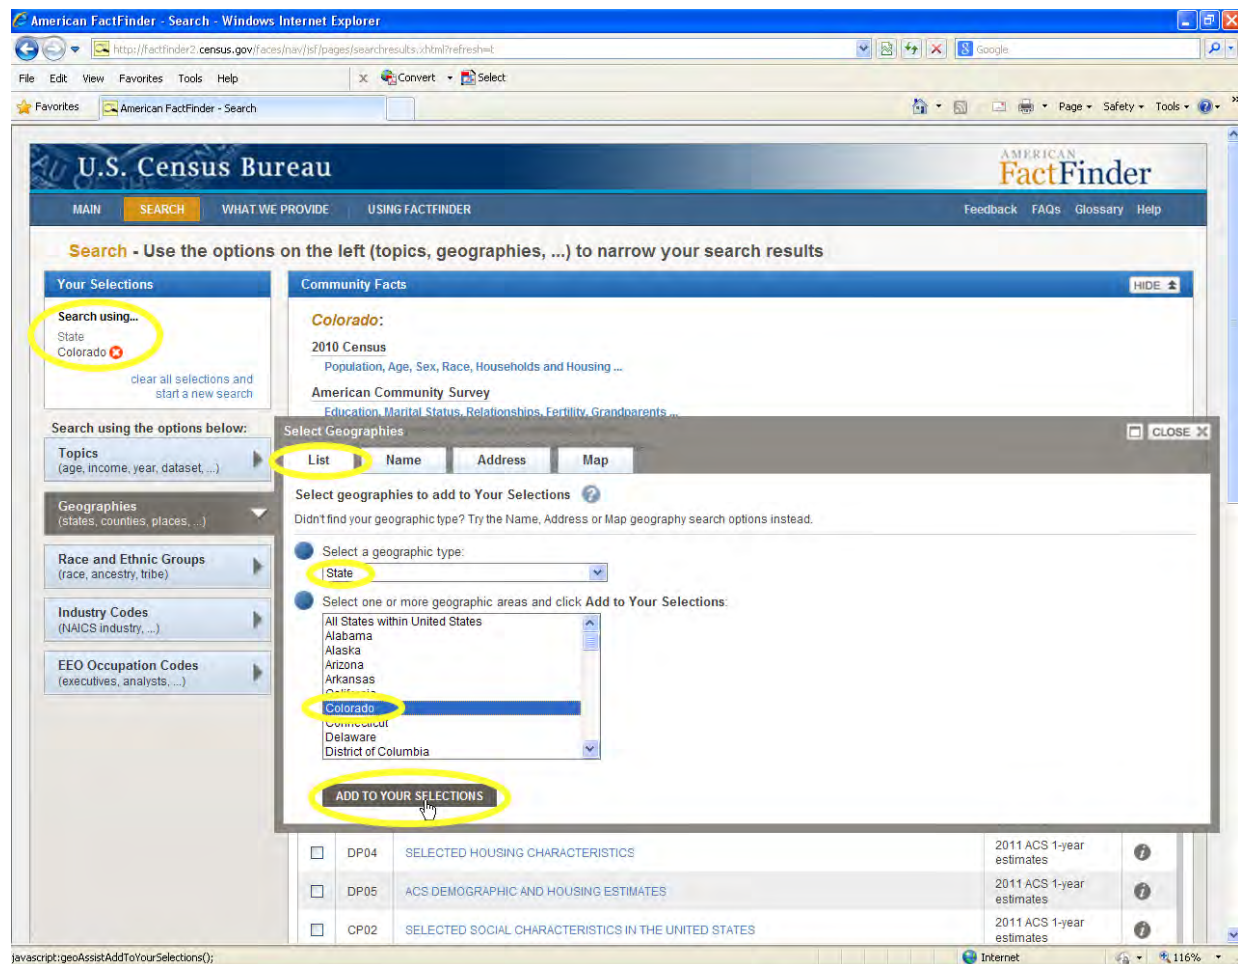 American FactFinder - Search - Windows Internet Explorer
http://factfinder2.census.gov/faces/nav/jsf/pages/searchresults.xhtml?refresh=t
Google
File Edit View Favorites Tools Help
x Convert Select
Favorites
American FactFinder - Search
Page Safety Tools
U.S. Census Bureau
AMERICAN
FactFinder
MAIN SEARCH WHAT WE PROVIDE USING FACTFINDER
Feedback FAQs Glossary Help
Search - Use the options on the left (topics, geographies, ...) to narrow your search results
Your Selections
Search using...
State
Colorado
clear all selections and
start a new search
Community Facts
HIDE
Colorado:
2010 Census
Population, Age, Sex, Race, Households and Housing ...
American Community Survey
Education, Marital Status, Relationships, Fertility, Grandparents ...
Search using the options below:
Topics
(age, income, year, dataset, ...)
Geographies
(states, counties, places, ...)
Race and Ethnic Groups
(race, ancestry, tribe)
Industry Codes
(NAICS industry, ...)
EEO Occupation Codes
(executives, analysts, ...)
Select Geographies
CLOSE X
List Name Address Map
Select geographies to add to Your Selections ?
Didn't find your geographic type? Try the Name, Address or Map geography search options instead.
Select a geographic type:
State
Select one or more geographic areas and click Add to Your Selections:
All States within United States
Alabama
Alaska
Arizona
Arkansas
California
Colorado
Connecticut
Delaware
District of Columbia
ADD TO YOUR SELECTIONS
DP04 SELECTED HOUSING CHARACTERISTICS 2011 ACS 1-year
estimates
DP05 ACS DEMOGRAPHIC AND HOUSING ESTIMATES 2011 ACS 1-year
estimates
CP02 SELECTED SOCIAL CHARACTERISTICS IN THE UNITED STATES 2011 ACS 1-year
estimates
javascript:geoAssistAddToYourSelections();
Internet
116%